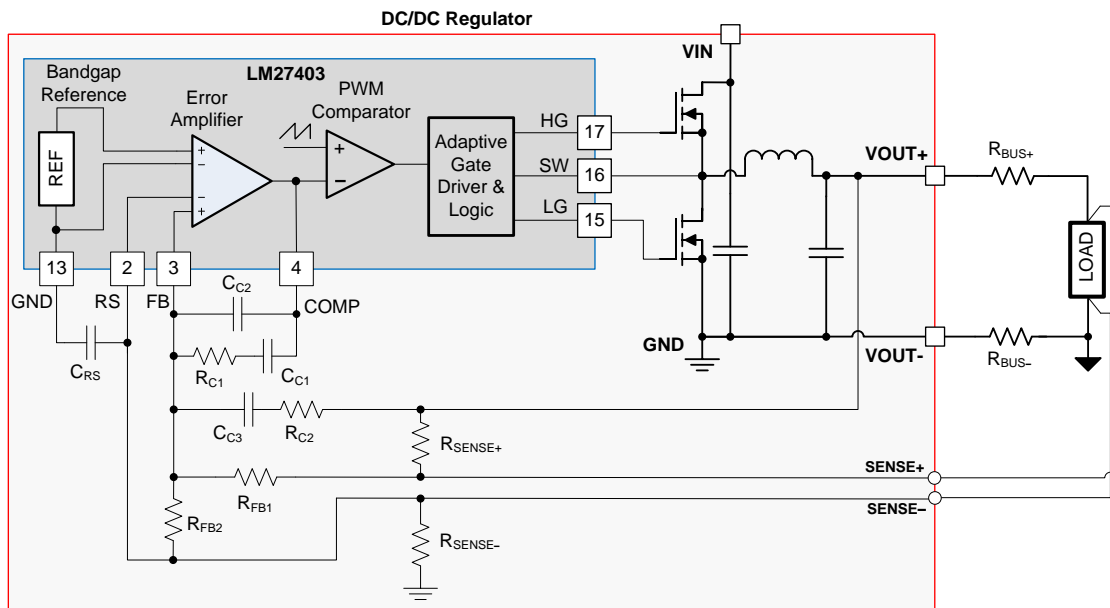 DC/DC Regulator
VIN
LM27403
Bandgap
Reference
Error
Amplifier
PWM
Comparator
REF
+
−
−
+
+
−
Adaptive
Gate
Driver &
Logic
HG
17
SW
16
LG
15
VOUT+
RBUS+
LOAD
13
2
3
4
GND
RS
FB
COMP
CC2
GND
VOUT-
RBUS−
CRS
RC1
CC1
CC3
RC2
RSENSE+
SENSE+
RFB1
SENSE−
RFB2
RSENSE−